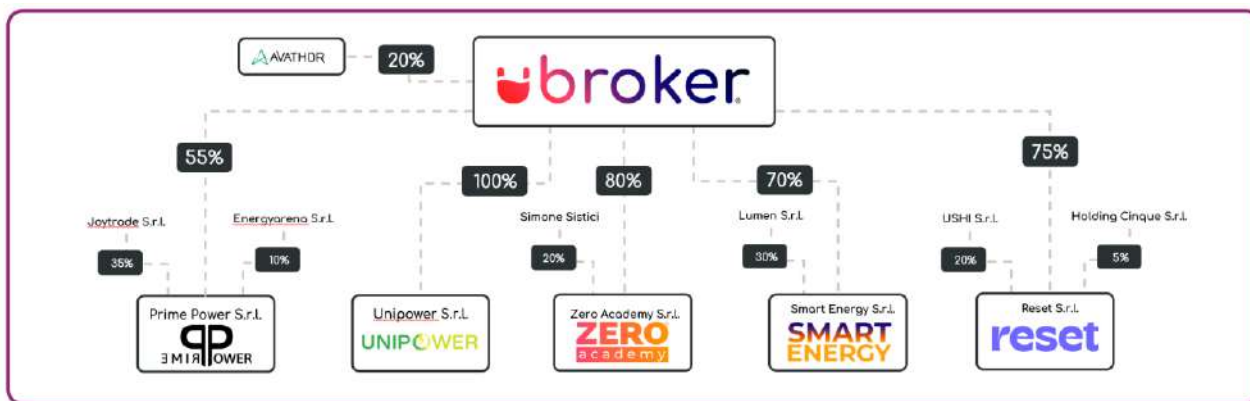 AVATHOR
20%
ubroker
55%
100%
80%
70%
75%
Joytrade S.r.l.
Energyarena S.r.l.
Simone Sistici
Lumen S.r.l.
USHI S.r.l.
Holding Cinque S.r.l.
35%
10%
20%
30%
20%
5%
Prime Power S.r.l.
PRIME POWER
Unipower S.r.l.
UNIPOWER
Zero Academy S.r.l.
ZERO
academy
Smart Energy S.r.l.
SMART
ENERGY
Reset S.r.l.
reset